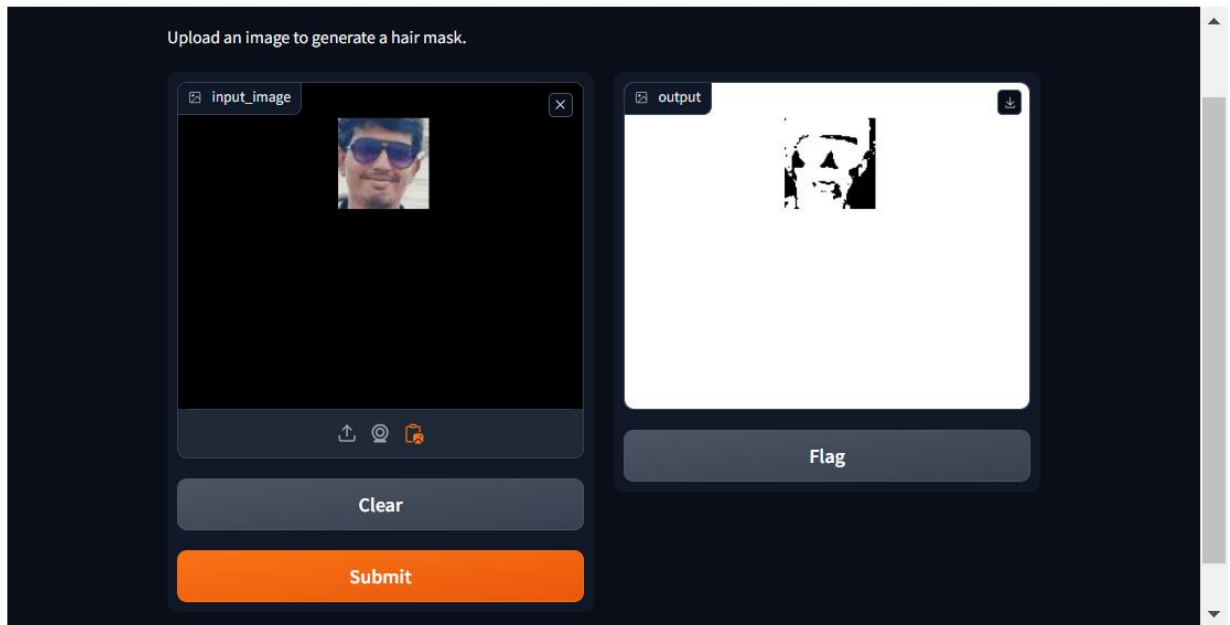 Upload an image to generate a hair mask.
input_image
output
Flag
Clear
Submit